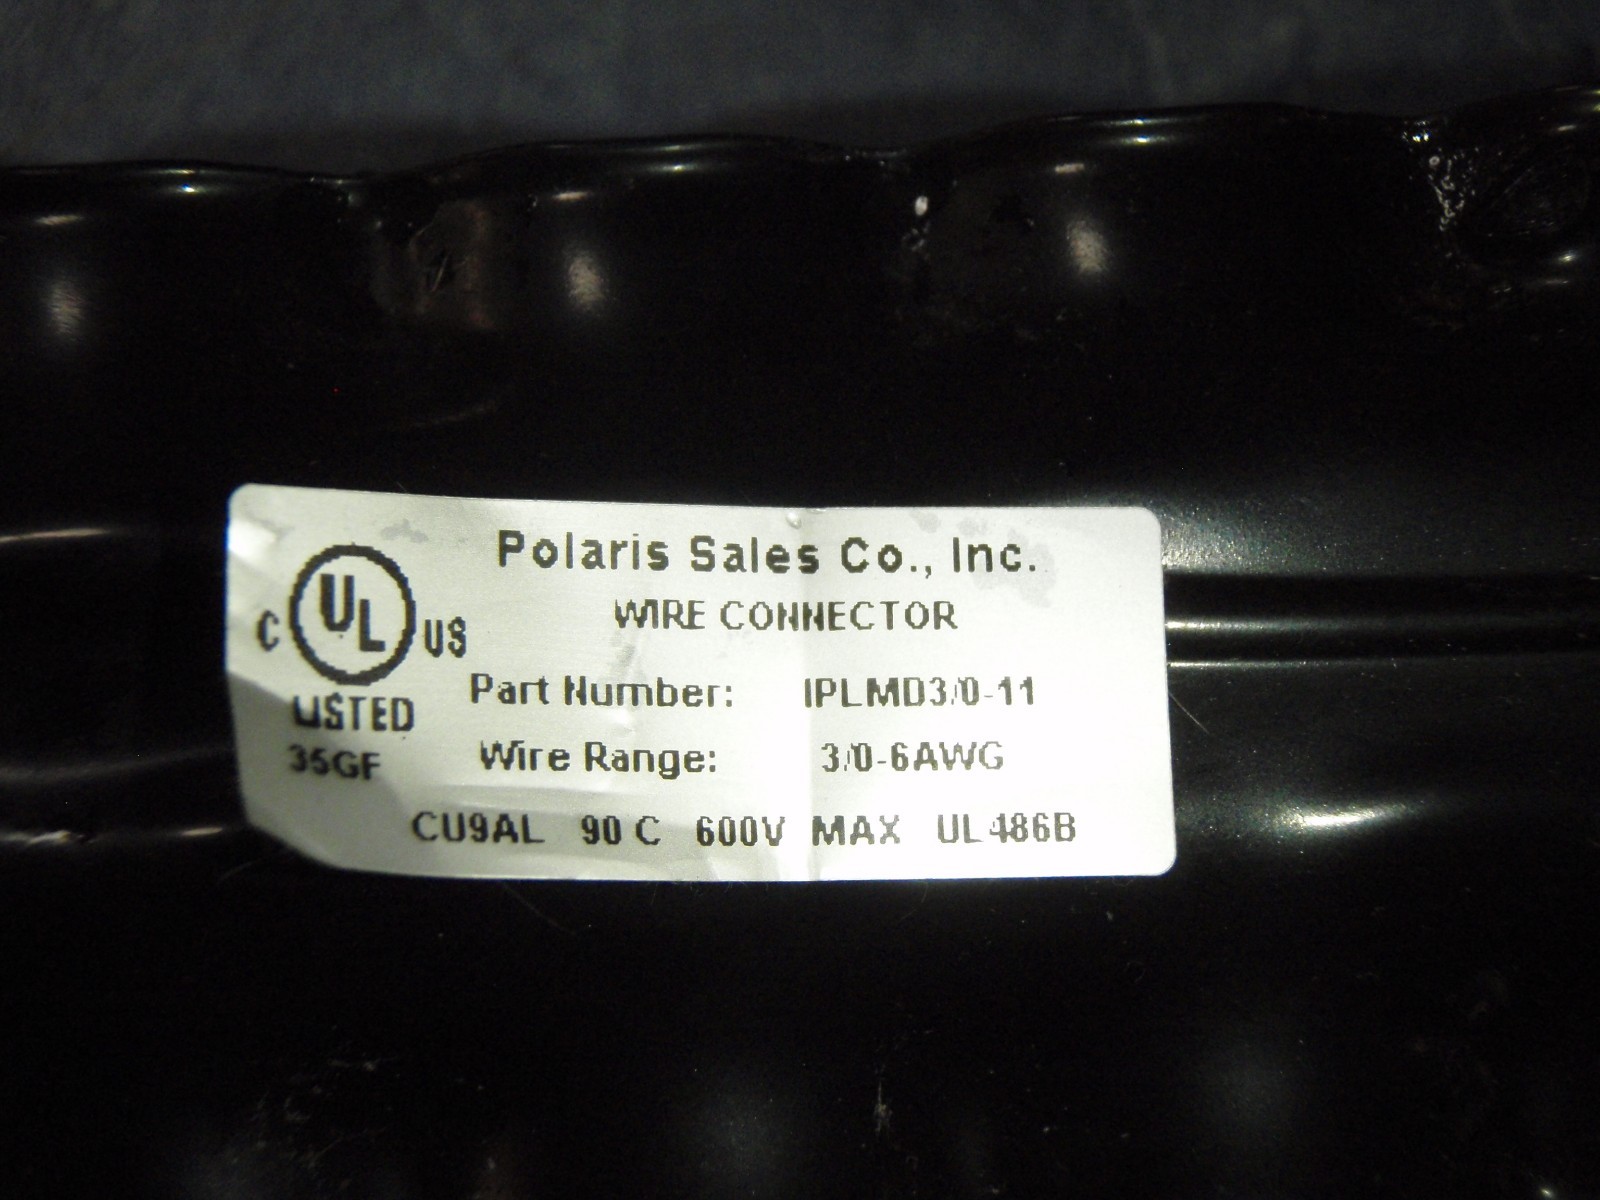 Polaris Sales Co., Inc.
WIRE CONNECTOR
C UL US
LISTED
35GF
Part Number: IPLMD3/0-11
Wire Range: 3/0-6AWG
CU9AL 90 C 600V MAX UL486B